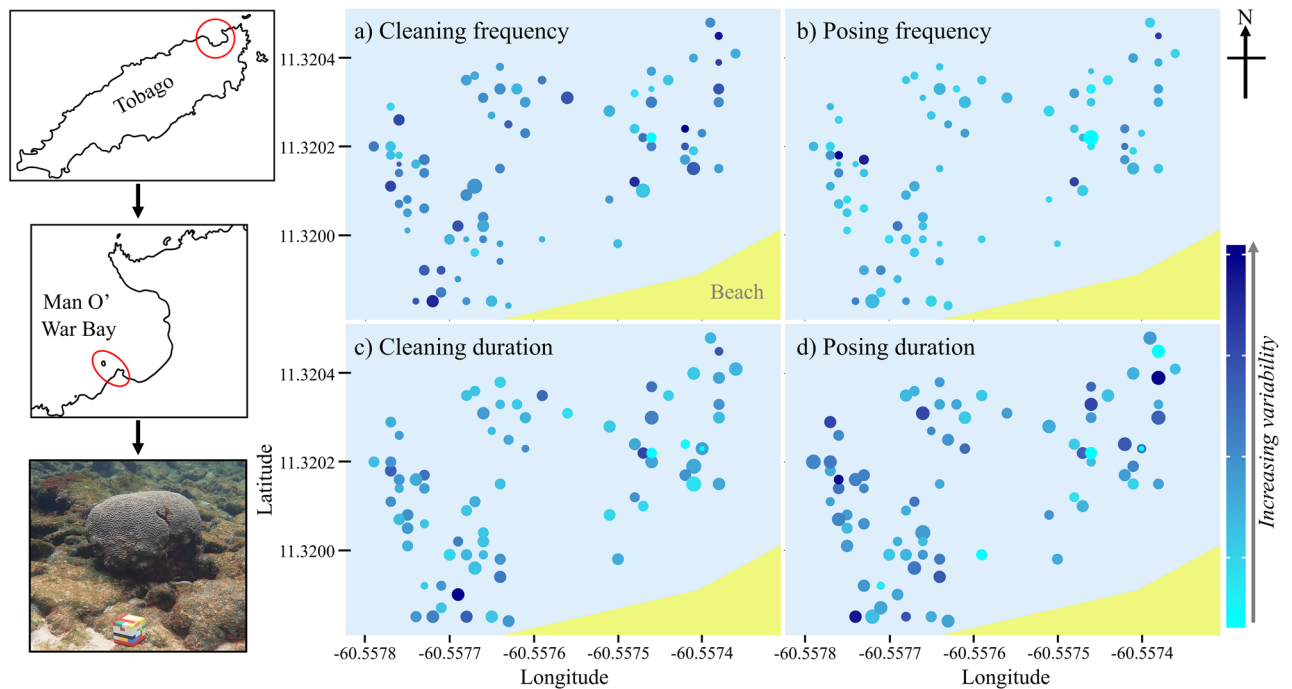 Tobago
Man O'
War Bay
a) Cleaning frequency
b) Posing frequency
N
11.3204
11.3202
11.3200
Beach
c) Cleaning duration
d) Posing duration
11.3204
11.3202
11.3200
Latitude
Increasing variability
-60.5578
-60.5577
-60.5576
-60.5575
-60.5574
-60.5578
-60.5577
-60.5576
-60.5575
-60.5574
Longitude
Longitude